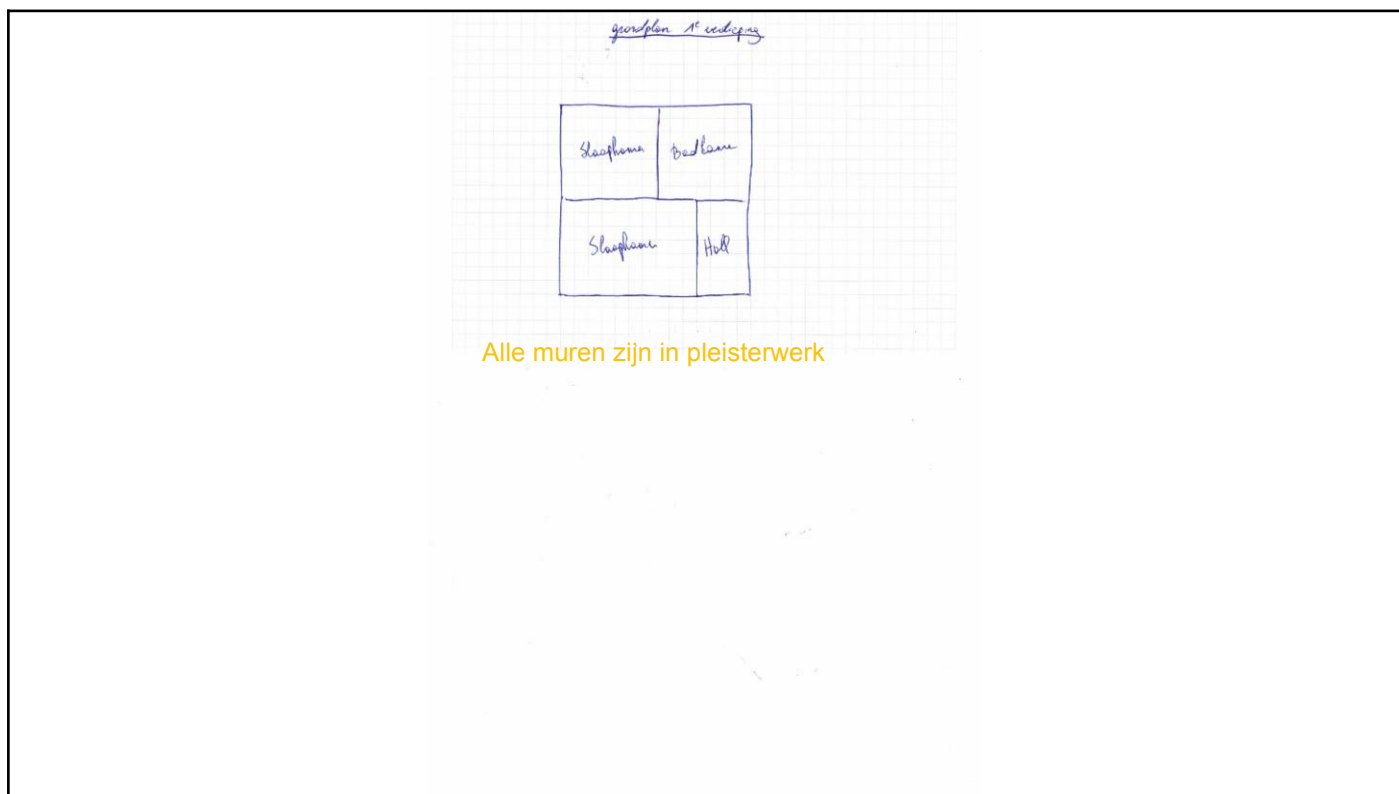 grondplan 1e verdieping
Slaapkamer
Badkamer
Slaapkamer
Hall
Alle muren zijn in pleisterwerk